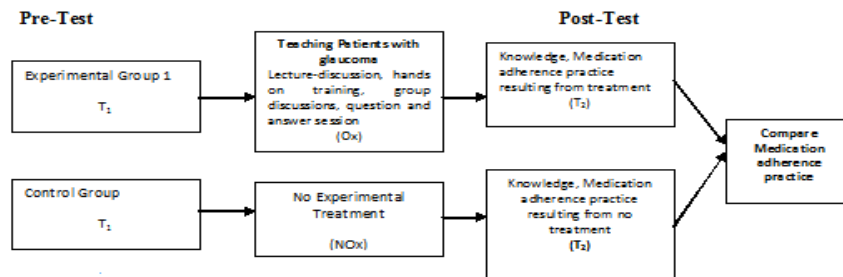 Pre-Test
Post-Test
Experimental Group 1
T₁
Teaching Patients with
glaucoma
Lecture-discussion, hands
on training, group
discussions, question and
answer session
(Ox)
Knowledge, Medication
adherence practice
resulting from treatment
(T₂)
Compare
Medication
adherence
practice
Control Group
T₁
No Experimental
Treatment
(NOx)
Knowledge, Medication
adherence practice
resulting from no
treatment
(T₂)